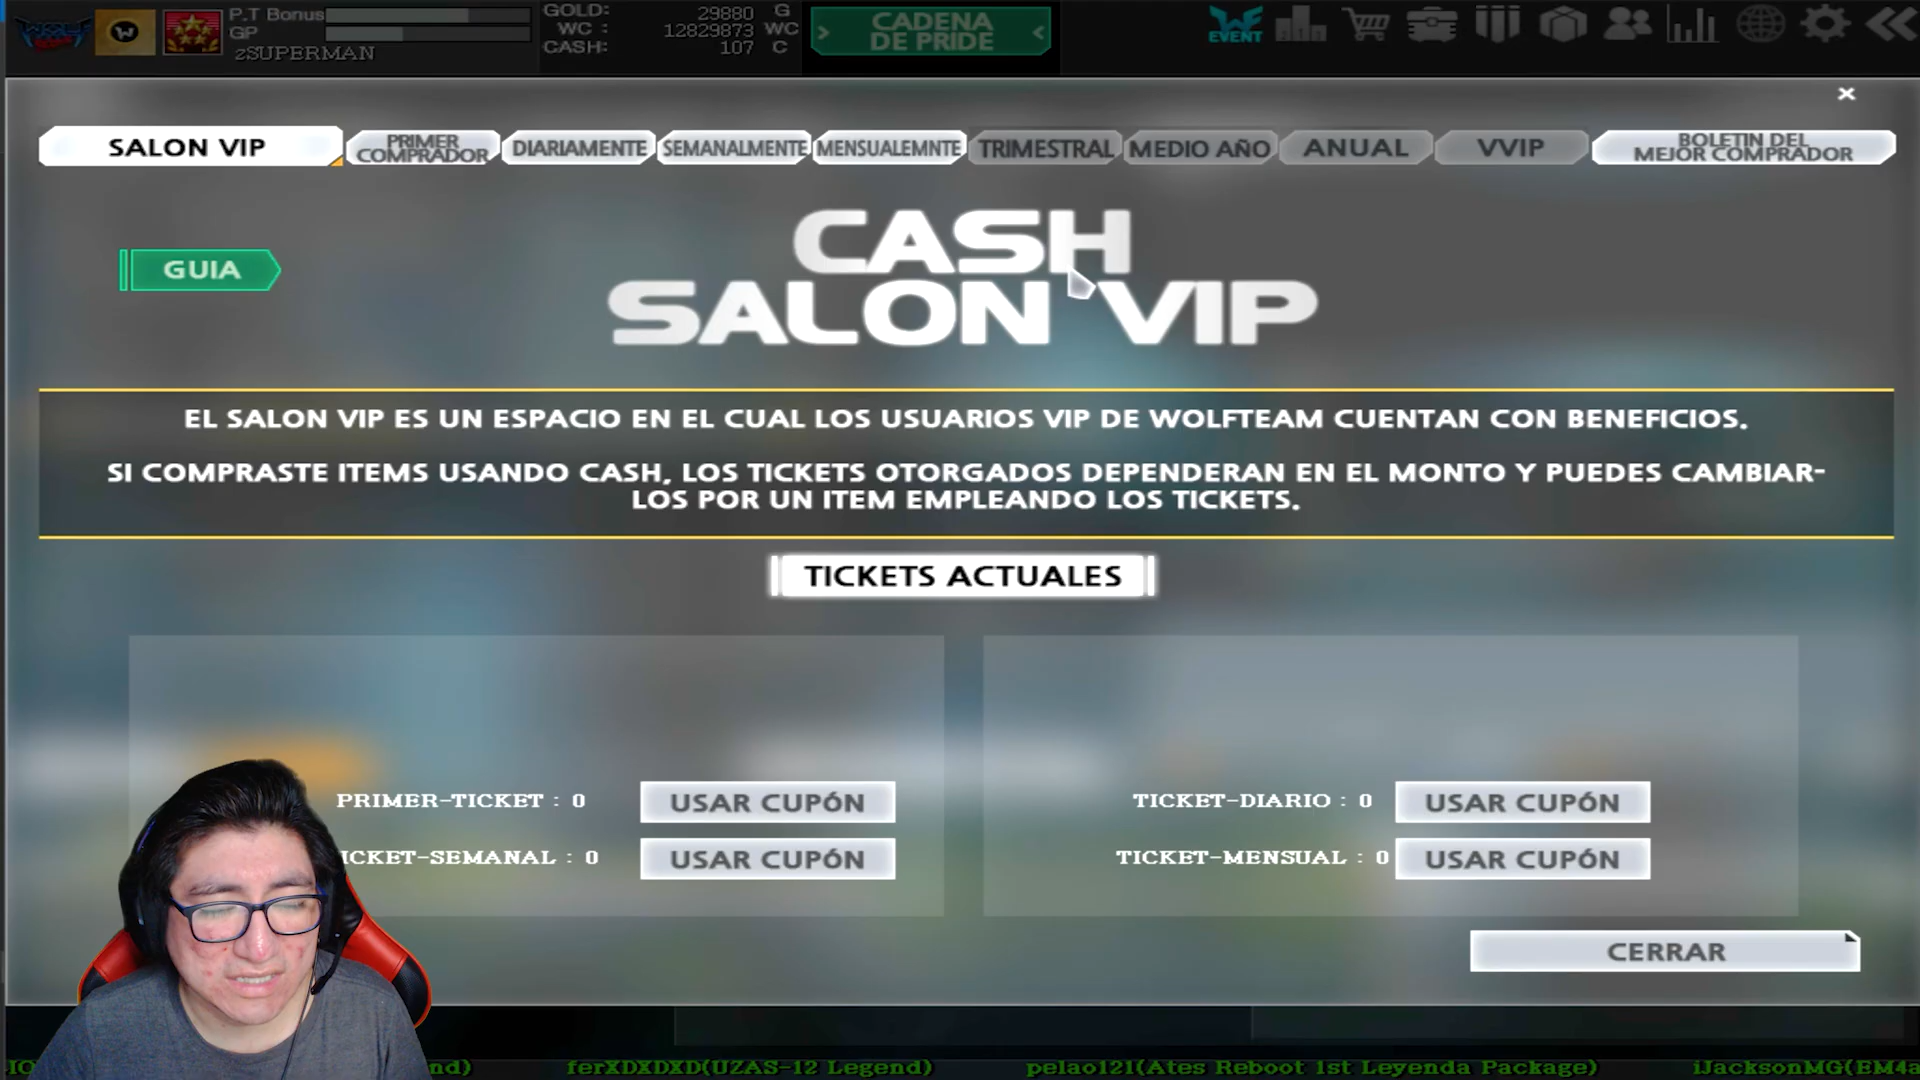 P.T Bonus
GP
zSUPERMAN
GOLD: 29880 G
WC : 12829873 WC
CASH: 107 C
CADENA
DE PRIDE
WF
EVENT
SALON VIP
PRIMER
COMPRADOR
DIARIAMENTE
SEMANALMENTE
MENSUALEMNTE
TRIMESTRAL
MEDIO AÑO
ANUAL
VVIP
BOLETIN DEL
MEJOR COMPRADOR
GUIA
CASH
SALON VIP
EL SALON VIP ES UN ESPACIO EN EL CUAL LOS USUARIOS VIP DE WOLFTEAM CUENTAN CON BENEFICIOS.
SI COMPRASTE ITEMS USANDO CASH, LOS TICKETS OTORGADOS DEPENDERAN EN EL MONTO Y PUEDES CAMBIAR-
LOS POR UN ITEM EMPLEANDO LOS TICKETS.
TICKETS ACTUALES
PRIMER-TICKET : 0 USAR CUPÓN
TICKET-DIARIO : 0 USAR CUPÓN
ICKET-SEMANAL : 0 USAR CUPÓN
TICKET-MENSUAL : 0 USAR CUPÓN
CERRAR
nd) ferXDXDXD(UZAS-12 Legend) pelao121(Ates Reboot 1st Leyenda Package) iJacksonMG(EM4a